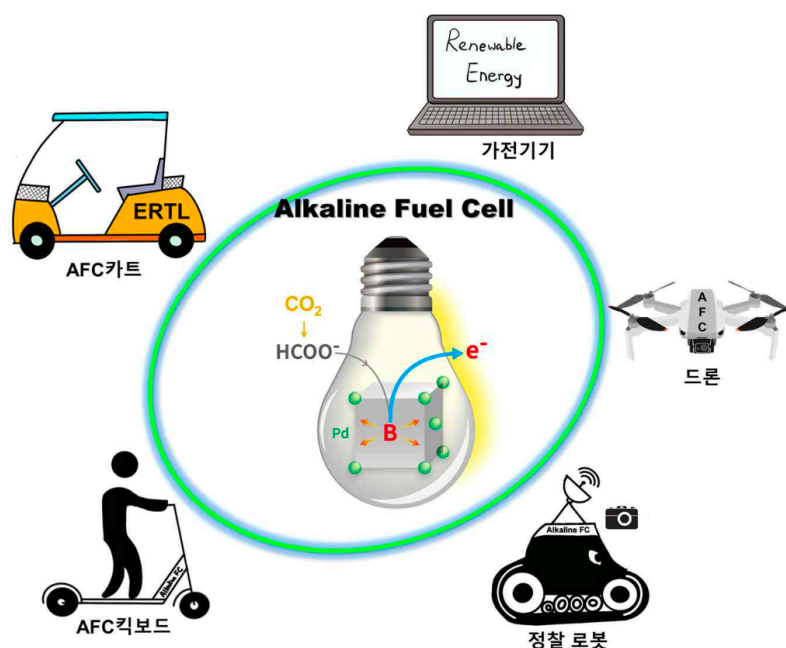 Renewable
Energy
가전기기
ERTL
AFC카트
Alkaline Fuel Cell
CO₂
HCOO⁻
e⁻
Pd
B
A
F
C
드론
Alkaline FC
AFC킥보드
Alkaline FC
정찰 로봇